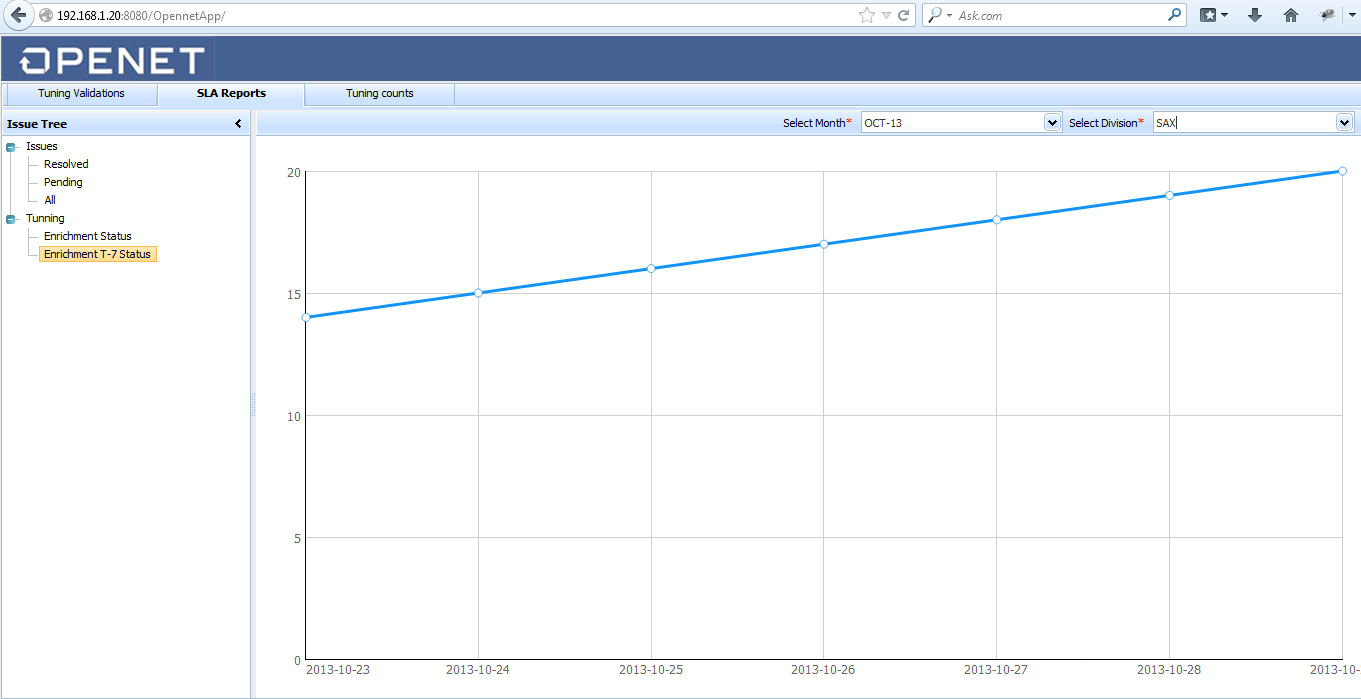 192.168.1.20:8080/OpennetApp/
Ask.com
OPENET
Tuning Validations SLA Reports Tuning counts
Issue Tree
Select Month* OCT-13 Select Division* SAX
Issues
Resolved
Pending
All
Tunning
Enrichment Status
Enrichment T-7 Status
20
15
10
5
0
2013-10-23 2013-10-24 2013-10-25 2013-10-26 2013-10-27 2013-10-28 2013-10-